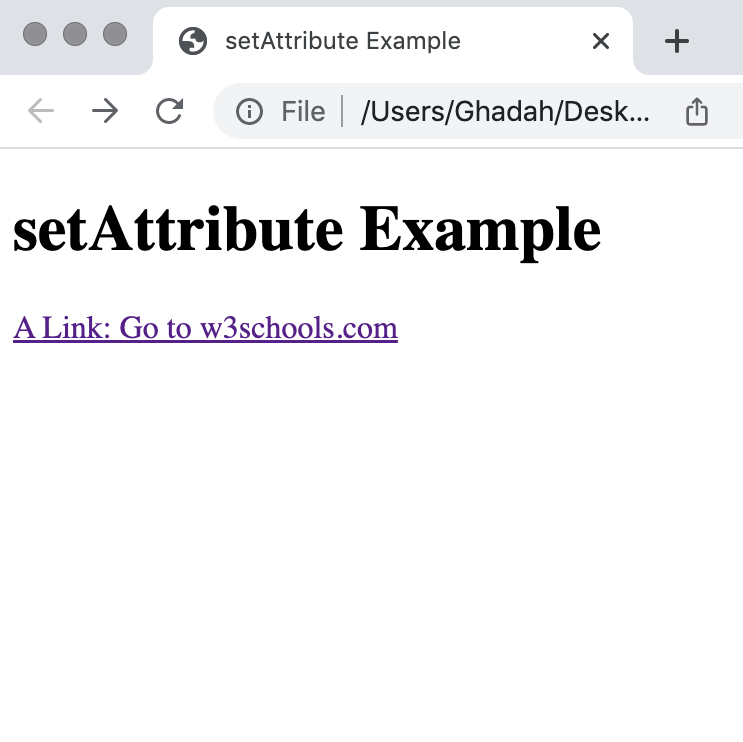 setAttribute Example
File /Users/Ghadah/Desk...
setAttribute Example
A Link: Go to w3schools.com